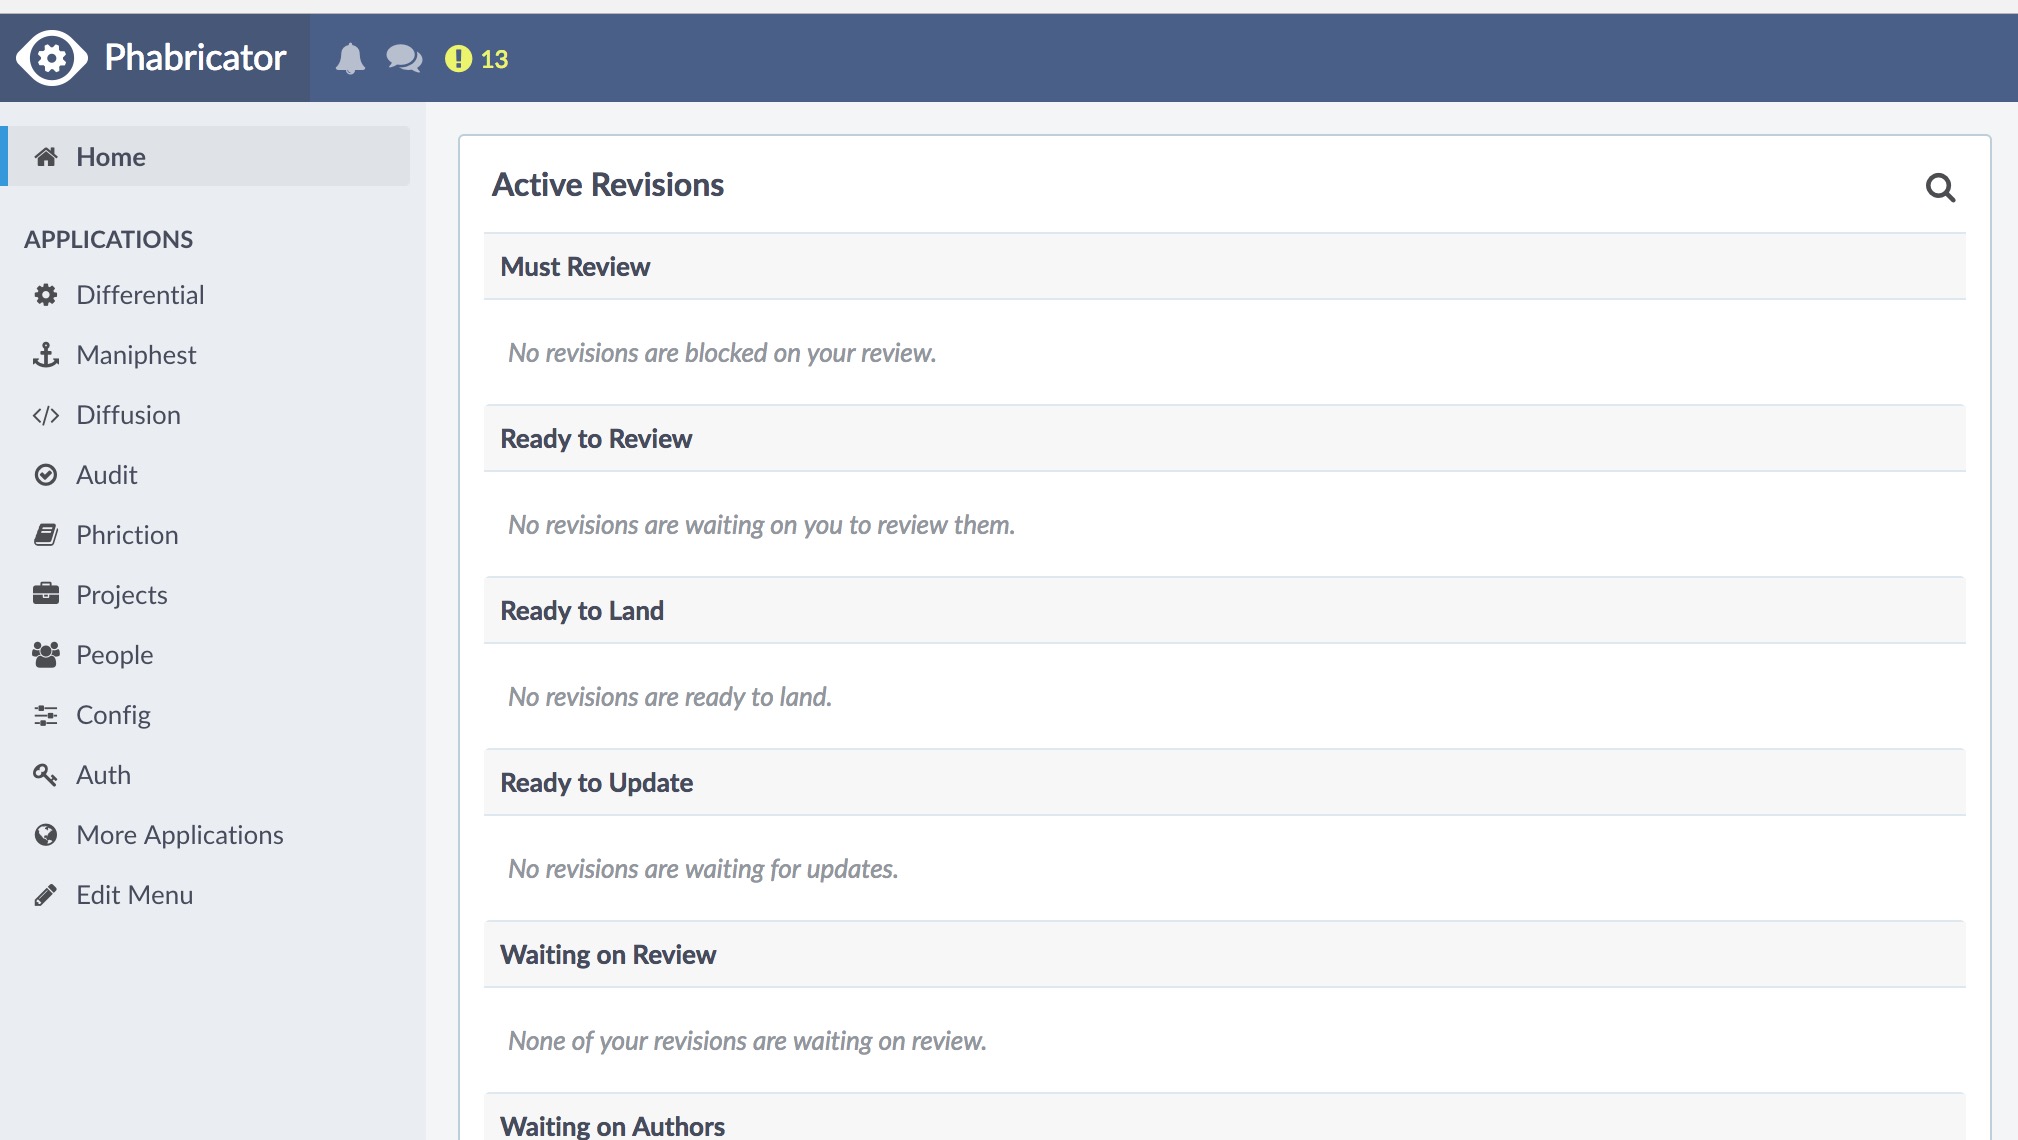 Phabricator
13
Home
APPLICATIONS
Differential
Maniphest
Diffusion
Audit
Phriction
Projects
People
Config
Auth
More Applications
Edit Menu
Active Revisions
Must Review
No revisions are blocked on your review.
Ready to Review
No revisions are waiting on you to review them.
Ready to Land
No revisions are ready to land.
Ready to Update
No revisions are waiting for updates.
Waiting on Review
None of your revisions are waiting on review.
Waiting on Authors